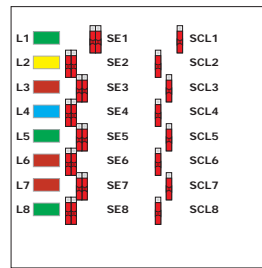 L1 SE1 SCL1
L2 SE2 SCL2
L3 SE3 SCL3
L4 SE4 SCL4
L5 SE5 SCL5
L6 SE6 SCL6
L7 SE7 SCL7
L8 SE8 SCL8